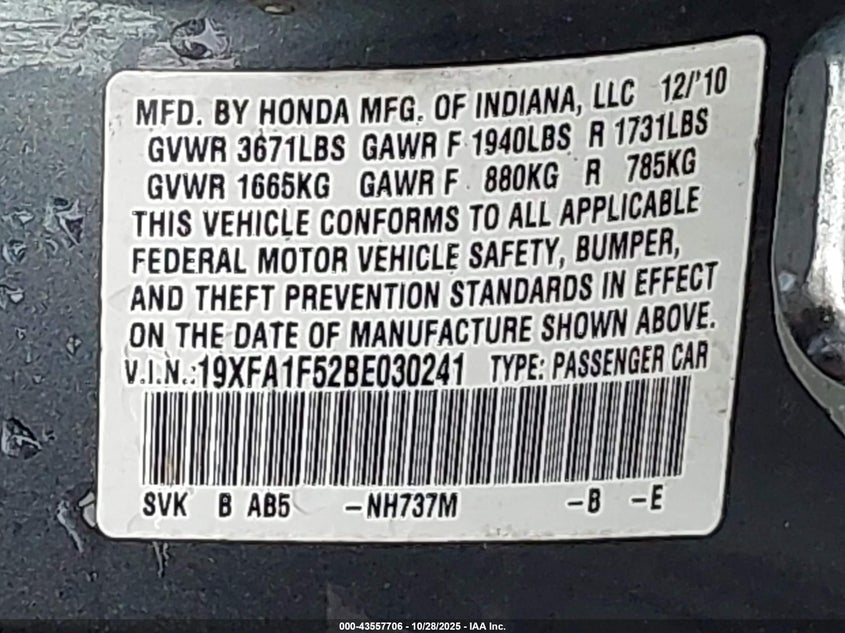 MFD. BY HONDA MFG. OF INDIANA, LLC 12/'10
GVWR 3671LBS GAWR F 1940LBS R 1731LBS
GVWR 1665KG GAWR F 880KG R 785KG
THIS VEHICLE CONFORMS TO ALL APPLICABLE
FEDERAL MOTOR VEHICLE SAFETY, BUMPER,
AND THEFT PREVENTION STANDARDS IN EFFECT
ON THE DATE OF MANUFACTURE SHOWN ABOVE.
V.I.N.:19XFA1F52BE030241 TYPE: PASSENGER CAR
SVK B AB5 -NH737M -B -E
000-43557706 - 10/28/2025 - IAA Inc.